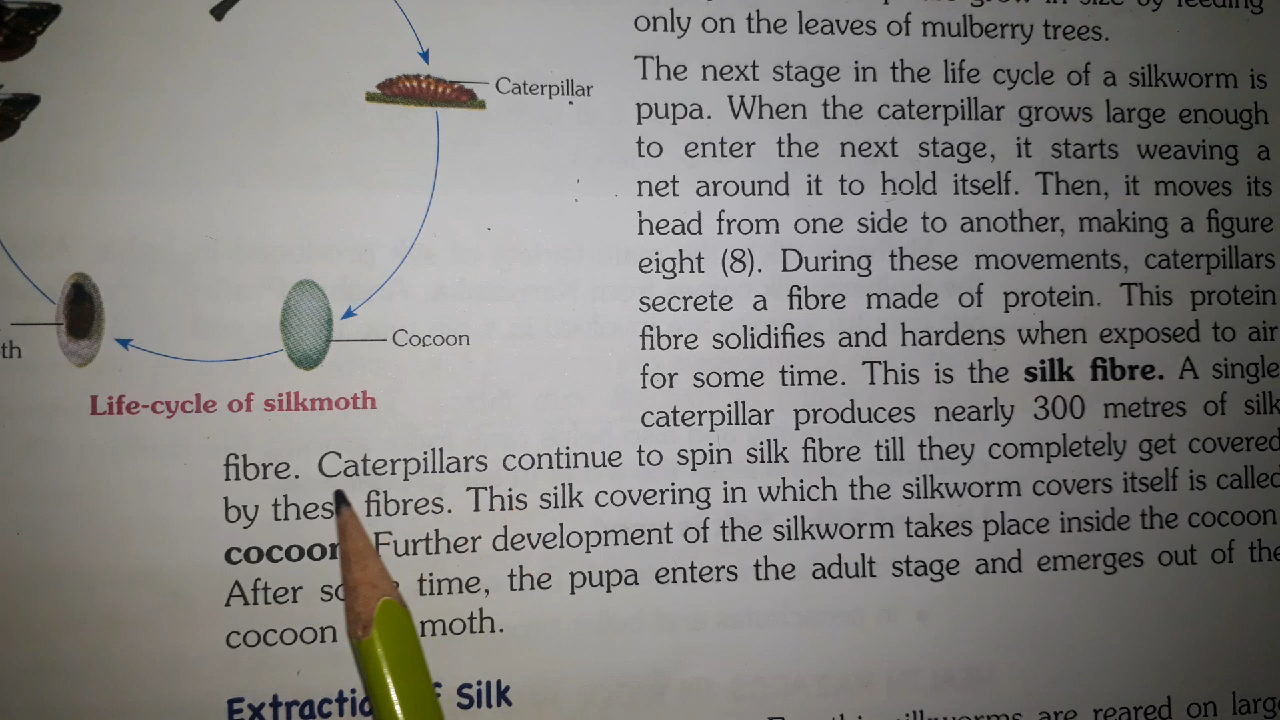 Caterpillar
Cocoon
th
Life-cycle of silkmoth
only on the leaves of mulberry trees.
The next stage in the life cycle of a silkworm is
pupa. When the caterpillar grows large enough
to enter the next stage, it starts weaving a
net around it to hold itself. Then, it moves its
head from one side to another, making a figure
eight (8). During these movements, caterpillars
secrete a fibre made of protein. This protein
fibre solidifies and hardens when exposed to air
for some time. This is the silk fibre. A single
caterpillar produces nearly 300 metres of silk
fibre. Caterpillars continue to spin silk fibre till they completely get covered
by thes fibres. This silk covering in which the silkworm covers itself is called
cocoon Further development of the silkworm takes place inside the cocoon
After so time, the pupa enters the adult stage and emerges out of the
cocoon moth.
Extractio f Silk
silkworms are reared on larg